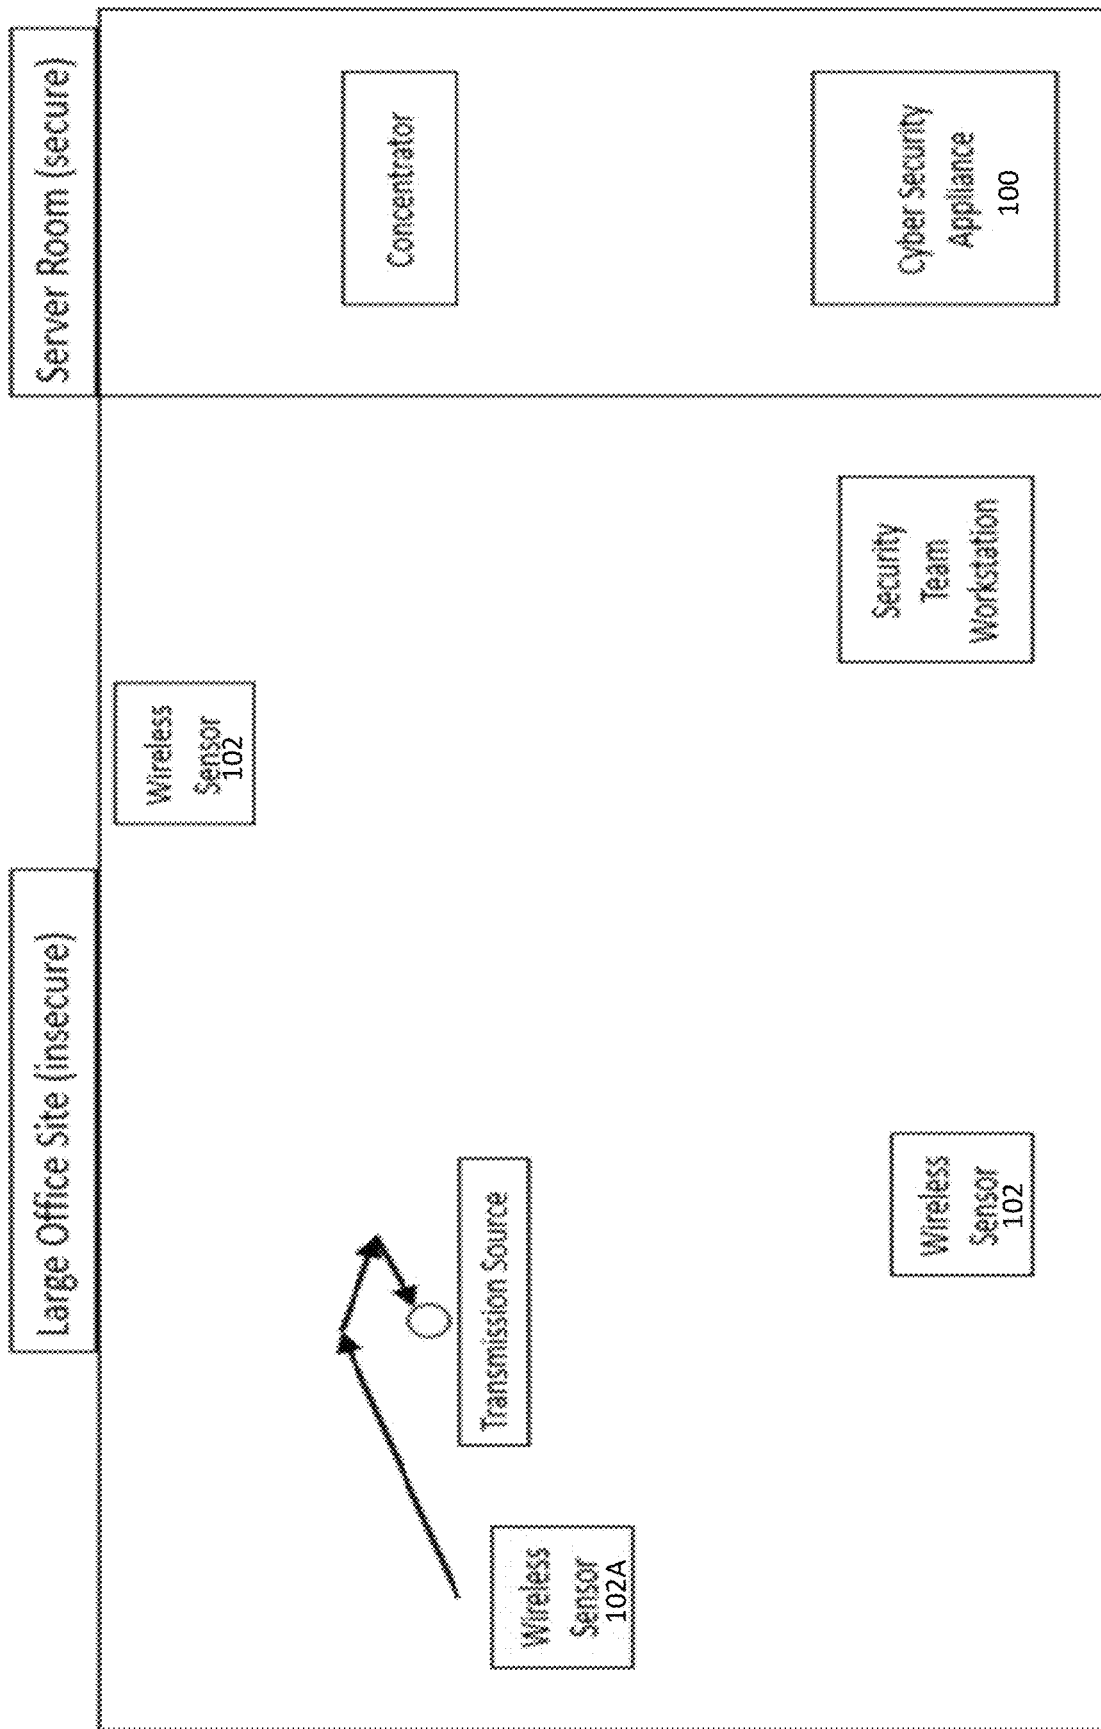 Large Office Site (insecure)
Server Room (secure)
Wireless
Sensor
102
Concentrator
Transmission Source
Wireless
Sensor
102A
Wireless
Sensor
102
Security
Team
Workstation
Cyber Security
Appliance
100